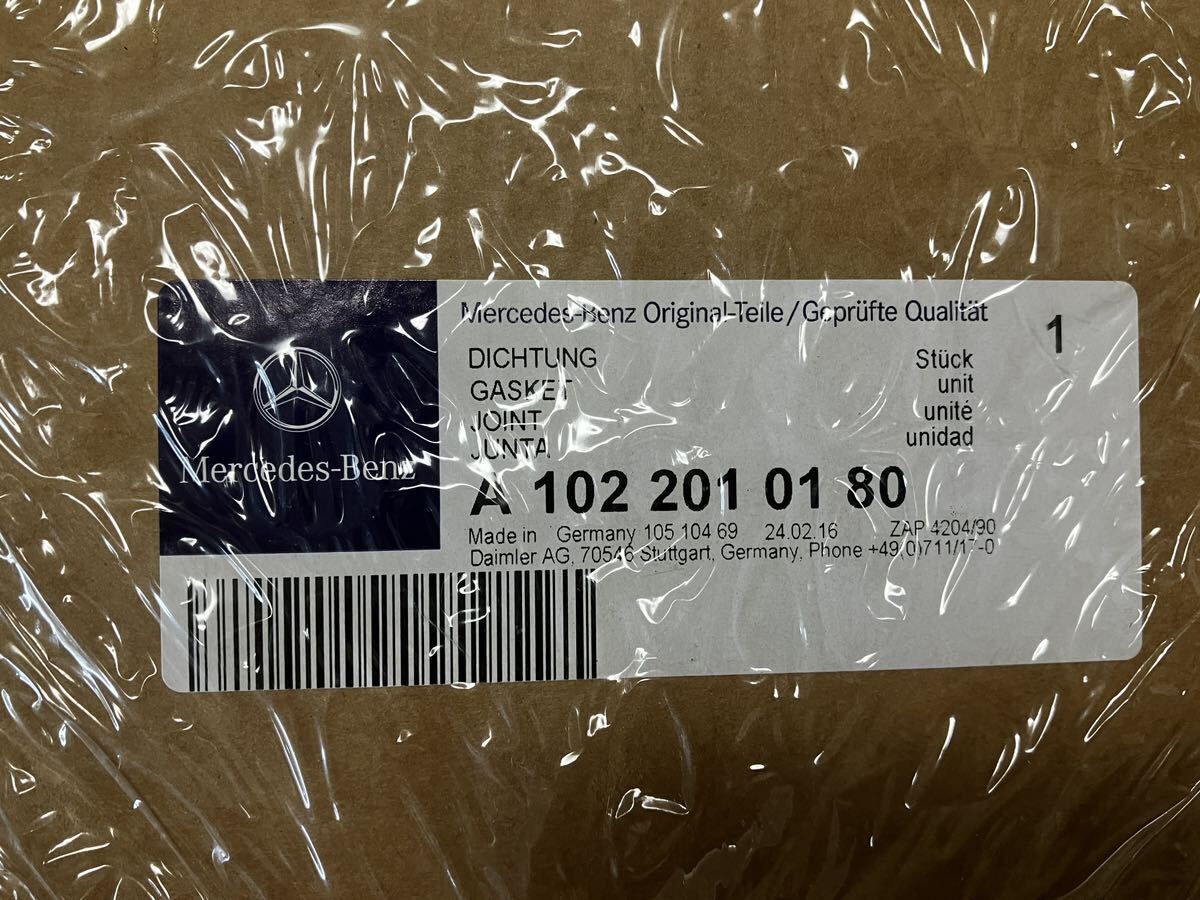 Mercedes-Benz Original-Teile/Geprüfte Qualität
1
DICHTUNG
GASKET
JOINT
JUNTA
Stück
unit
unité
unidad
Mercedes-Benz
A 102 201 01 80
Made in Germany 105 104 69 24.02.16 ZAP 4204/90
Daimler AG, 70546 Stuttgart, Germany, Phone +49(0)711/17-0